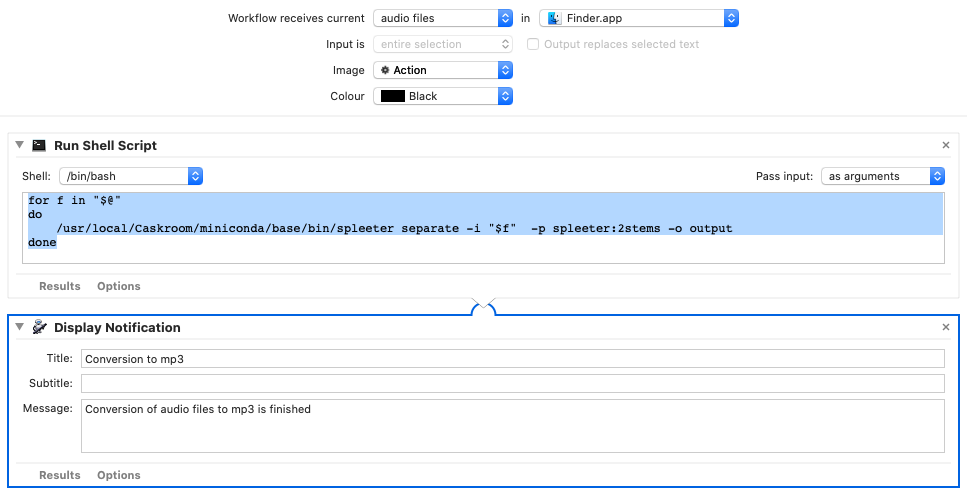 Workflow receives current audio files in Finder.app
Input is entire selection Output replaces selected text
Image Action
Colour Black
Run Shell Script
Shell: /bin/bash Pass input: as arguments
for f in "$@"
do
    /usr/local/Caskroom/miniconda/base/bin/spleeter separate -i "$f"  -p spleeter:2stems -o output
done
Results Options
Display Notification
Title: Conversion to mp3
Subtitle:
Message: Conversion of audio files to mp3 is finished
Results Options